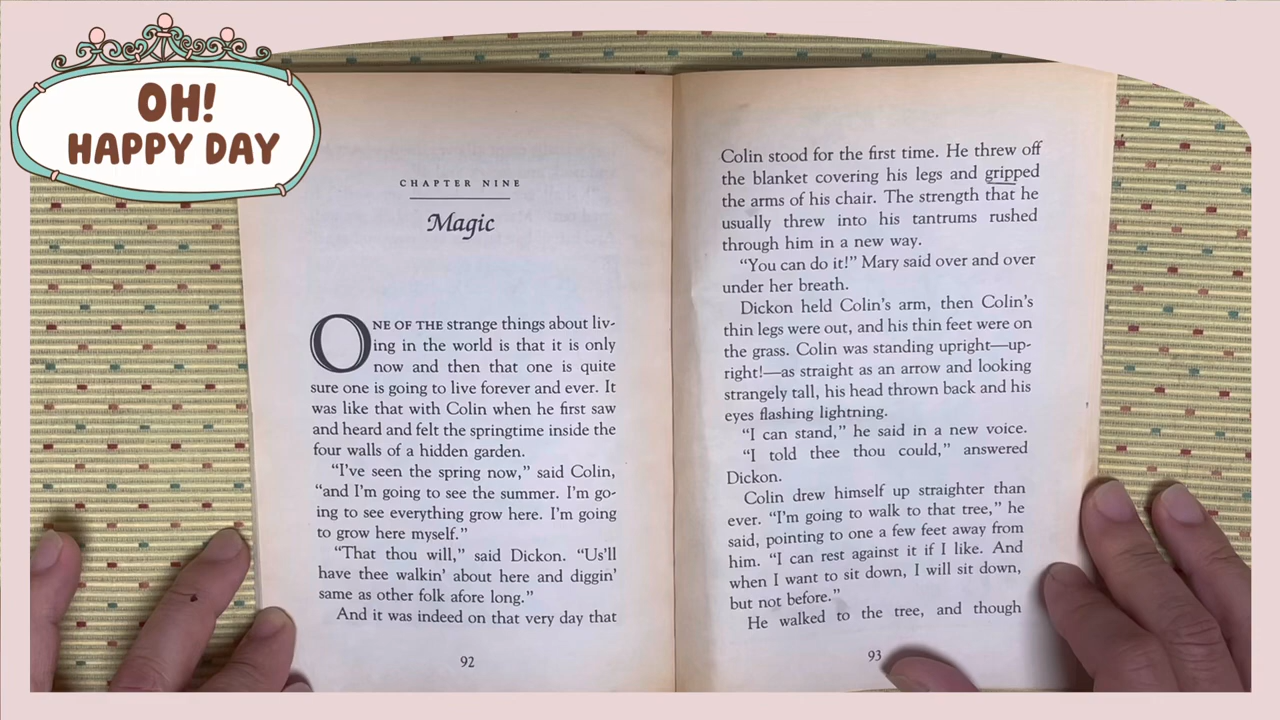 OH!
HAPPY DAY
CHAPTER NINE
Magic
ONE OF THE strange things about liv-
ing in the world is that it is only
now and then that one is quite
sure one is going to live forever and ever. It
was like that with Colin when he first saw
and heard and felt the springtime inside the
four walls of a hidden garden.
“I’ve seen the spring now,” said Colin,
“and I’m going to see the summer. I’m go-
ing to see everything grow here. I’m going
to grow here myself.”
“That thou will,” said Dickon. “Us’ll
have thee walkin’ about here and diggin’
same as other folk afore long.”
And it was indeed on that very day that
92
Colin stood for the first time. He threw off
the blanket covering his legs and gripped
the arms of his chair. The strength that he
usually threw into his tantrums rushed
through him in a new way.
“You can do it!” Mary said over and over
under her breath.
Dickon held Colin’s arm, then Colin’s
thin legs were out, and his thin feet were on
the grass. Colin was standing upright—up-
right!—as straight as an arrow and looking
strangely tall, his head thrown back and his
eyes flashing lightning.
“I can stand,” he said in a new voice.
“I told thee thou could,” answered
Dickon.
Colin drew himself up straighter than
ever. “I’m going to walk to that tree,” he
said, pointing to one a few feet away from
him. “I can rest against it if I like. And
when I want to sit down, I will sit down,
but not before.”
He walked to the tree, and though
93